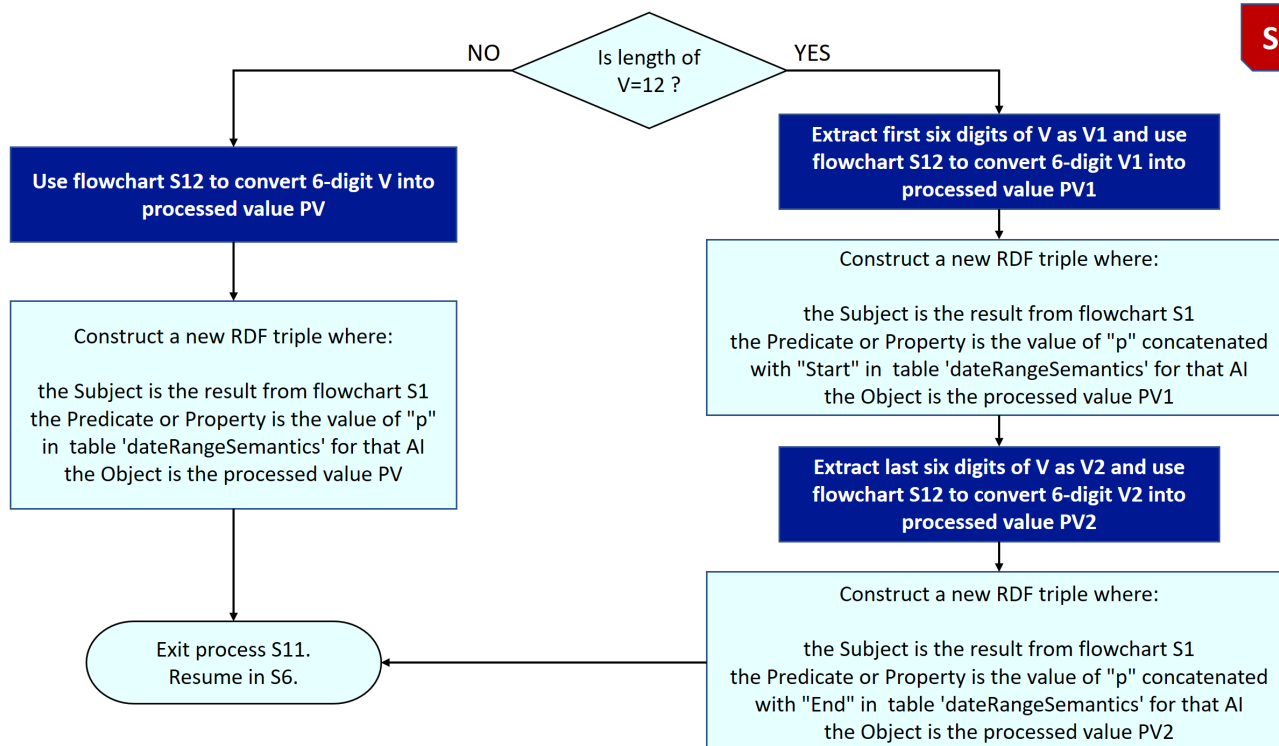 Is length of
V=12 ?
NO
YES
S
Use flowchart S12 to convert 6-digit V into
processed value PV
Construct a new RDF triple where:
the Subject is the result from flowchart S1
the Predicate or Property is the value of "p"
in  table 'dateRangeSemantics' for that AI
the Object is the processed value PV
Extract first six digits of V as V1 and use
flowchart S12 to convert 6-digit V1 into
processed value PV1
Construct a new RDF triple where:
the Subject is the result from flowchart S1
the Predicate or Property is the value of "p" concatenated
with "Start" in  table 'dateRangeSemantics' for that AI
the Object is the processed value PV1
Extract last six digits of V as V2 and use
flowchart S12 to convert 6-digit V2 into
processed value PV2
Construct a new RDF triple where:
the Subject is the result from flowchart S1
the Predicate or Property is the value of "p" concatenated
with "End" in  table 'dateRangeSemantics' for that AI
the Object is the processed value PV2
Exit process S11.
Resume in S6.